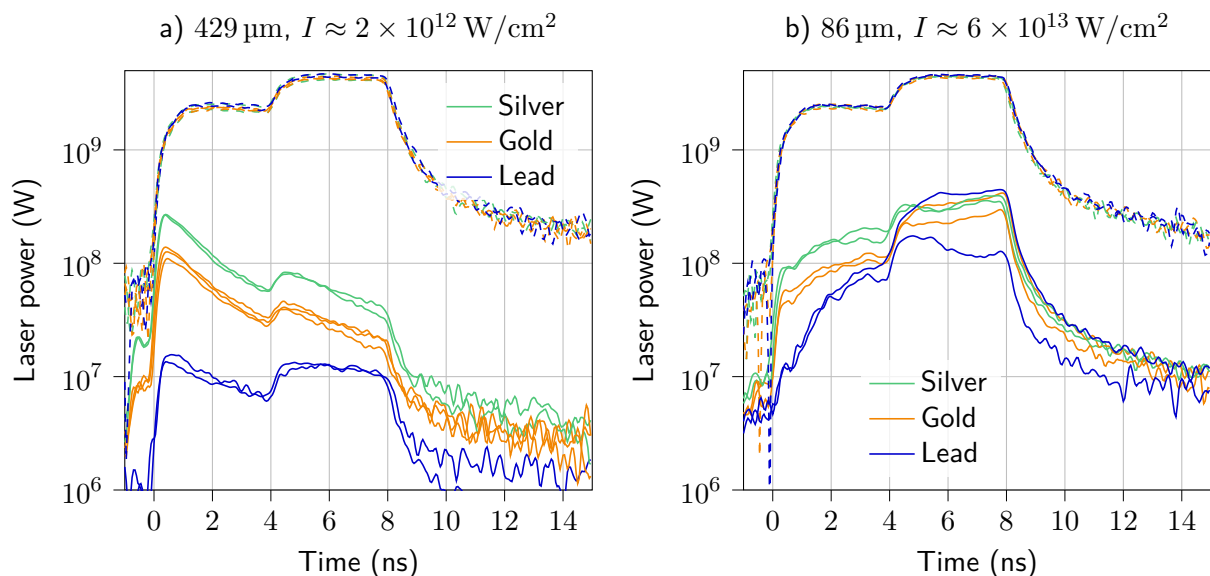 a) 429 µm, I ≈ 2 × 10¹² W/cm²
Laser power (W)
10⁹
10⁸
10⁷
10⁶
Silver
Gold
Lead
0 2 4 6 8 10 12 14
Time (ns)
b) 86 µm, I ≈ 6 × 10¹³ W/cm²
Laser power (W)
10⁹
10⁸
10⁷
10⁶
Silver
Gold
Lead
0 2 4 6 8 10 12 14
Time (ns)